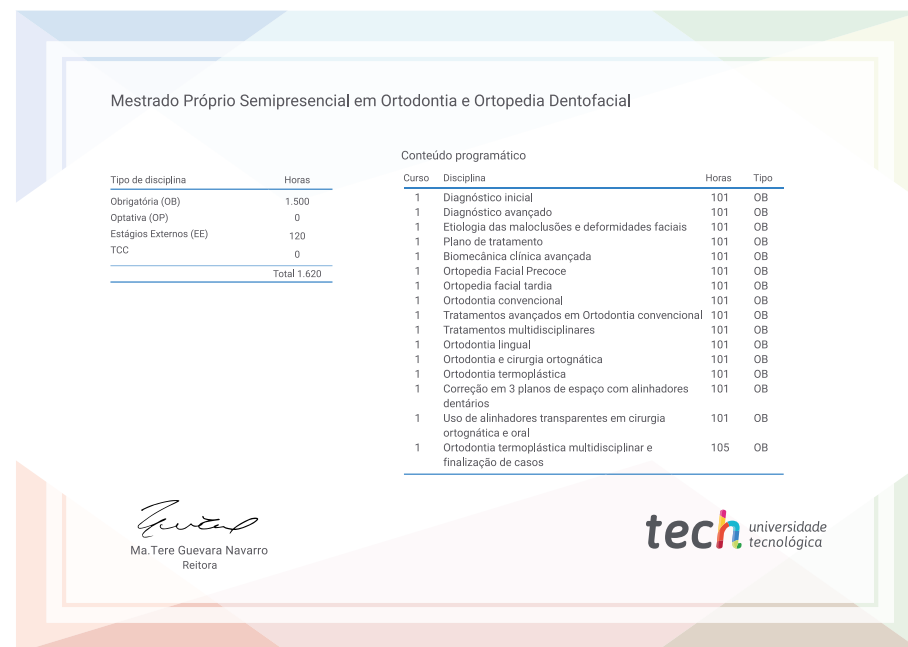 Mestrado Próprio Semipresencial em Ortodontia e Ortopedia Dentofacial
Tipo de disciplina Horas
Obrigatória (OB) 1.500
Optativa (OP) 0
Estágios Externos (EE) 120
TCC 0
Total 1.620
Conteúdo programático
Curso Disciplina Horas Tipo
1 Diagnóstico inicial 101 OB
1 Diagnóstico avançado 101 OB
1 Etiologia das maloclusões e deformidades faciais 101 OB
1 Plano de tratamento 101 OB
1 Biomecânica clínica avançada 101 OB
1 Ortopedia Facial Precoce 101 OB
1 Ortopedia facial tardia 101 OB
1 Ortodontia convencional 101 OB
1 Tratamentos avançados em Ortodontia convencional 101 OB
1 Tratamentos multidisciplinares 101 OB
1 Ortodontia lingual 101 OB
1 Ortodontia e cirurgia ortognática 101 OB
1 Ortodontia termoplástica 101 OB
1 Correção em 3 planos de espaço com alinhadores 101 OB
dentários
1 Uso de alinhadores transparentes em cirurgia 101 OB
ortognática e oral
1 Ortodontia termoplástica multidisciplinar e 105 OB
finalização de casos
Ma.Tere Guevara Navarro
Reitora
tech universidade
tecnológica